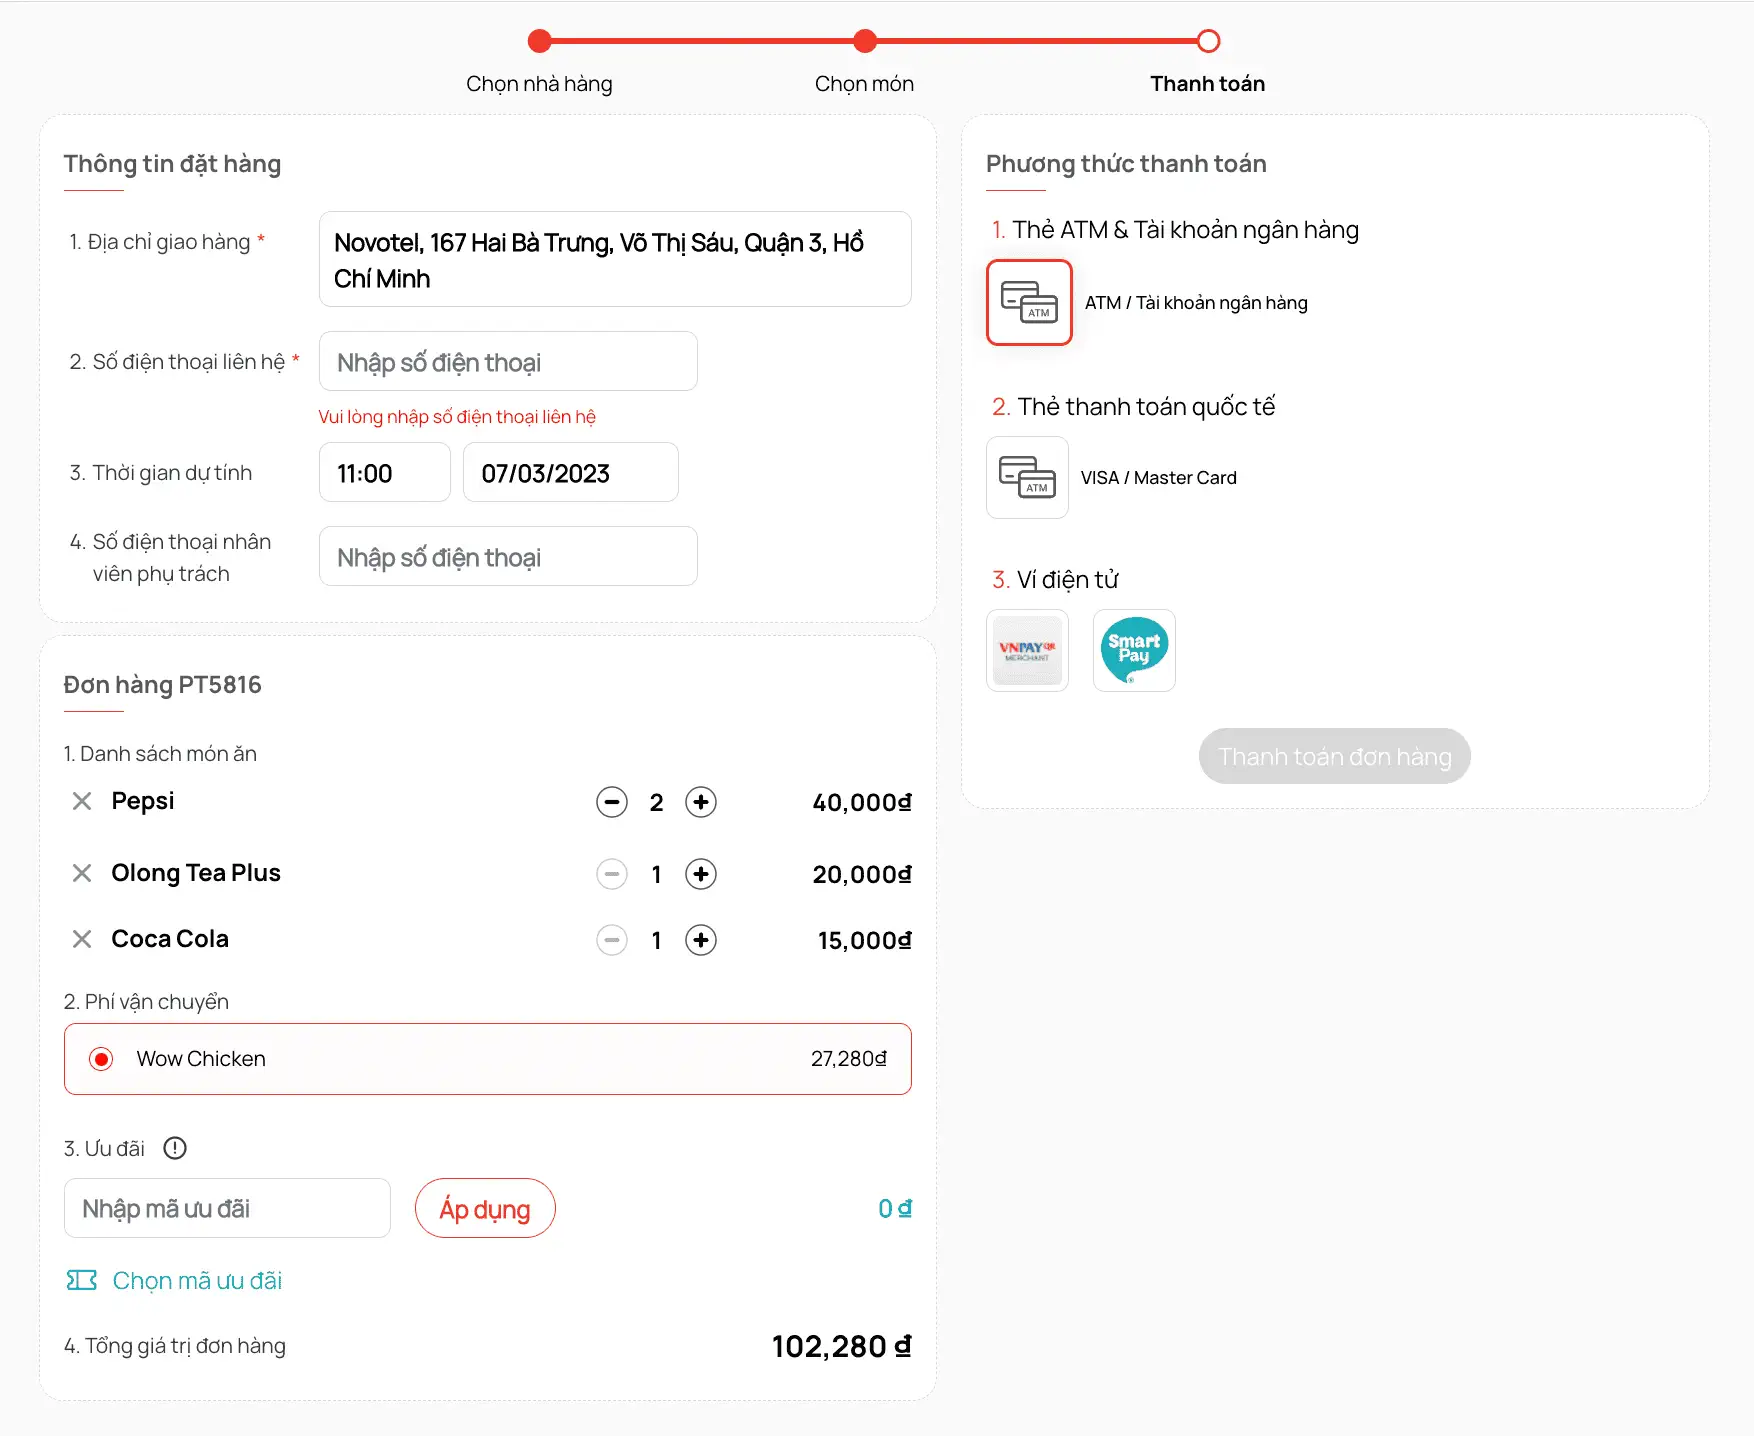 Chọn nhà hàng
Chọn món
Thanh toán
Thông tin đặt hàng
1. Địa chỉ giao hàng *
Novotel, 167 Hai Bà Trưng, Võ Thị Sáu, Quận 3, Hồ
Chí Minh
2. Số điện thoại liên hệ *
Nhập số điện thoại
Vui lòng nhập số điện thoại liên hệ
3. Thời gian dự tính
11:00
07/03/2023
4. Số điện thoại nhân
viên phụ trách
Nhập số điện thoại
Đơn hàng PT5816
1. Danh sách món ăn
Pepsi
2
40,000₫
Olong Tea Plus
1
20,000₫
Coca Cola
1
15,000₫
2. Phí vận chuyển
Wow Chicken
27,280₫
3. Ưu đãi
Nhập mã ưu đãi
Áp dụng
0 ₫
Chọn mã ưu đãi
4. Tổng giá trị đơn hàng
102,280 ₫
Phương thức thanh toán
1. Thẻ ATM & Tài khoản ngân hàng
ATM
ATM / Tài khoản ngân hàng
2. Thẻ thanh toán quốc tế
ATM
VISA / Master Card
3. Ví điện tử
VNPAY QR
MERCHANT
Smart
Pay
Thanh toán đơn hàng